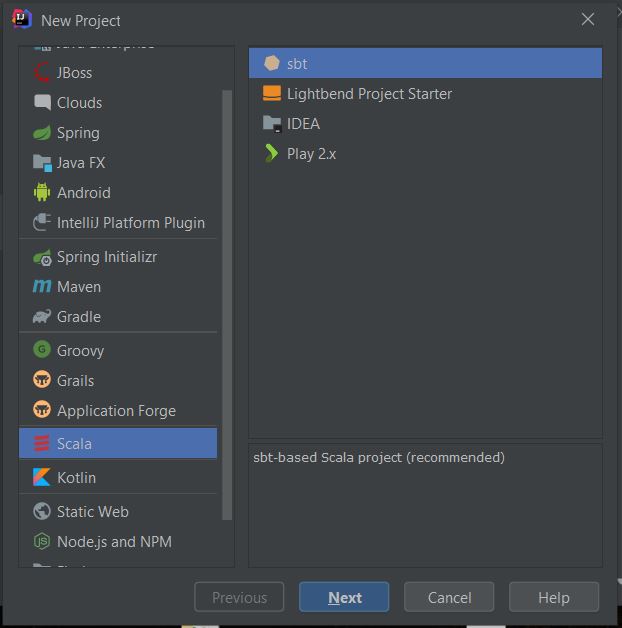 New Project
JBoss
Clouds
Spring
Java FX
Android
IntelliJ Platform Plugin
Spring Initializr
Maven
Gradle
Groovy
Grails
Application Forge
Scala
Kotlin
Static Web
Node.js and NPM
sbt
Lightbend Project Starter
IDEA
Play 2.x
sbt-based Scala project (recommended)
Previous
Next
Cancel
Help